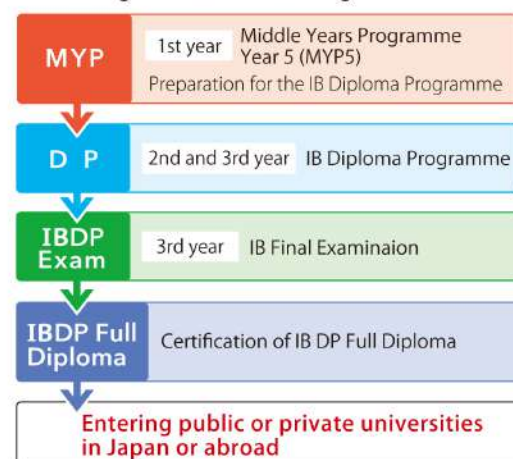 MYP
1st year
Middle Years Programme
Year 5 (MYP5)
Preparation for the IB Diploma Programme
D P
2nd and 3rd year
IB Diploma Programme
IBDP
Exam
3rd year
IB Final Examinaion
IBDP Full
Diploma
Certification of IB DP Full Diploma
Entering public or private universities
in Japan or abroad